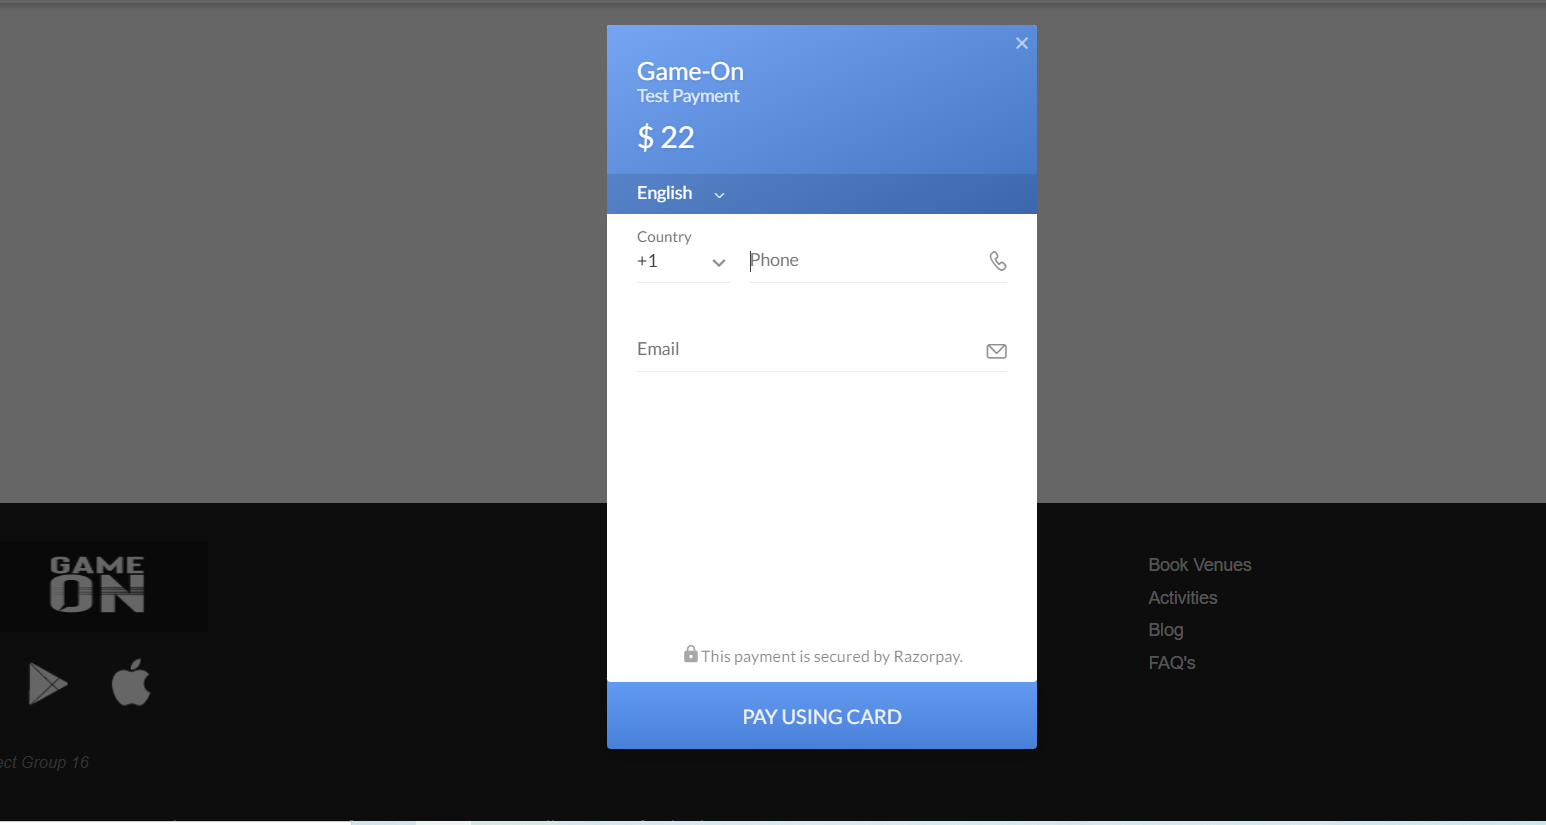 Game-On
Test Payment
$ 22
English
Country
+1
Phone
Email
This payment is secured by Razorpay.
PAY USING CARD
GAME
ON
Book Venues
Activities
Blog
FAQ's
Group 16